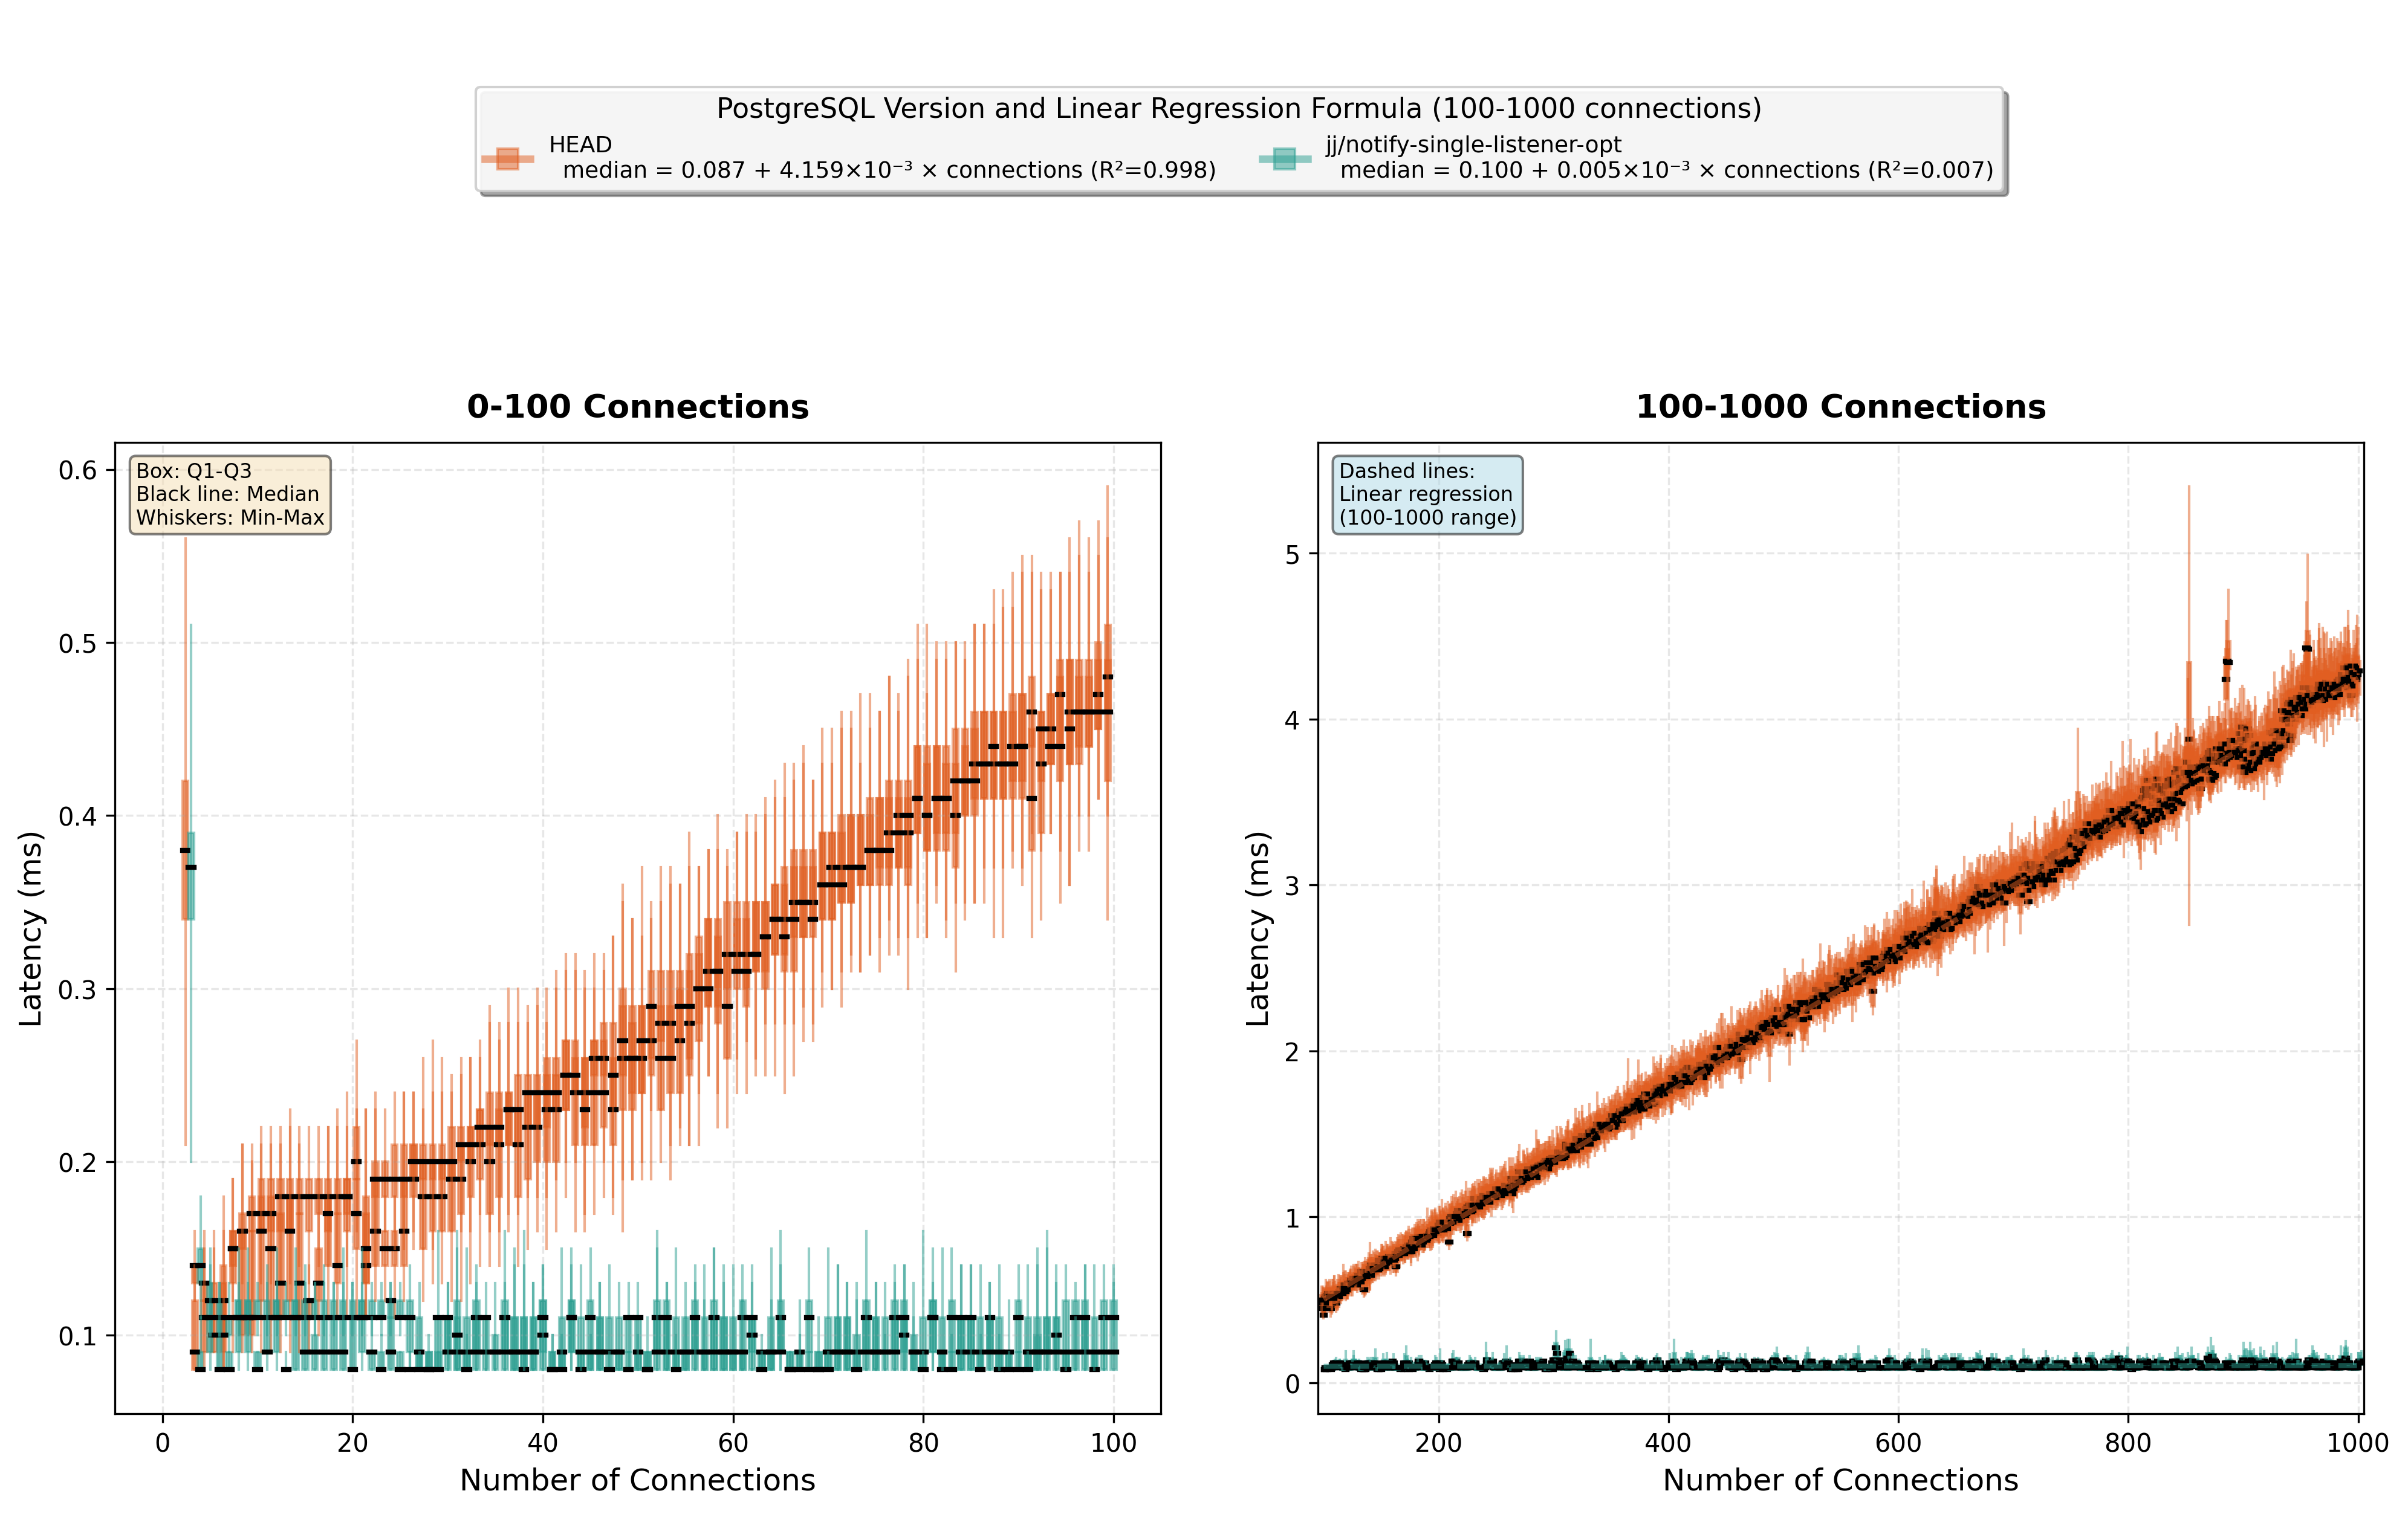 PostgreSQL Version and Linear Regression Formula (100-1000 connections)
HEAD
median = 0.087 + 4.159×10⁻³ × connections (R²=0.998)
jj/notify-single-listener-opt
median = 0.100 + 0.005×10⁻³ × connections (R²=0.007)
0-100 Connections
Box: Q1-Q3
Black line: Median
Whiskers: Min-Max
0.6
0.5
0.4
0.3
0.2
0.1
Latency (ms)
0 20 40 60 80 100
Number of Connections
100-1000 Connections
Dashed lines:
Linear regression
(100-1000 range)
5
4
3
2
1
0
Latency (ms)
200 400 600 800 1000
Number of Connections